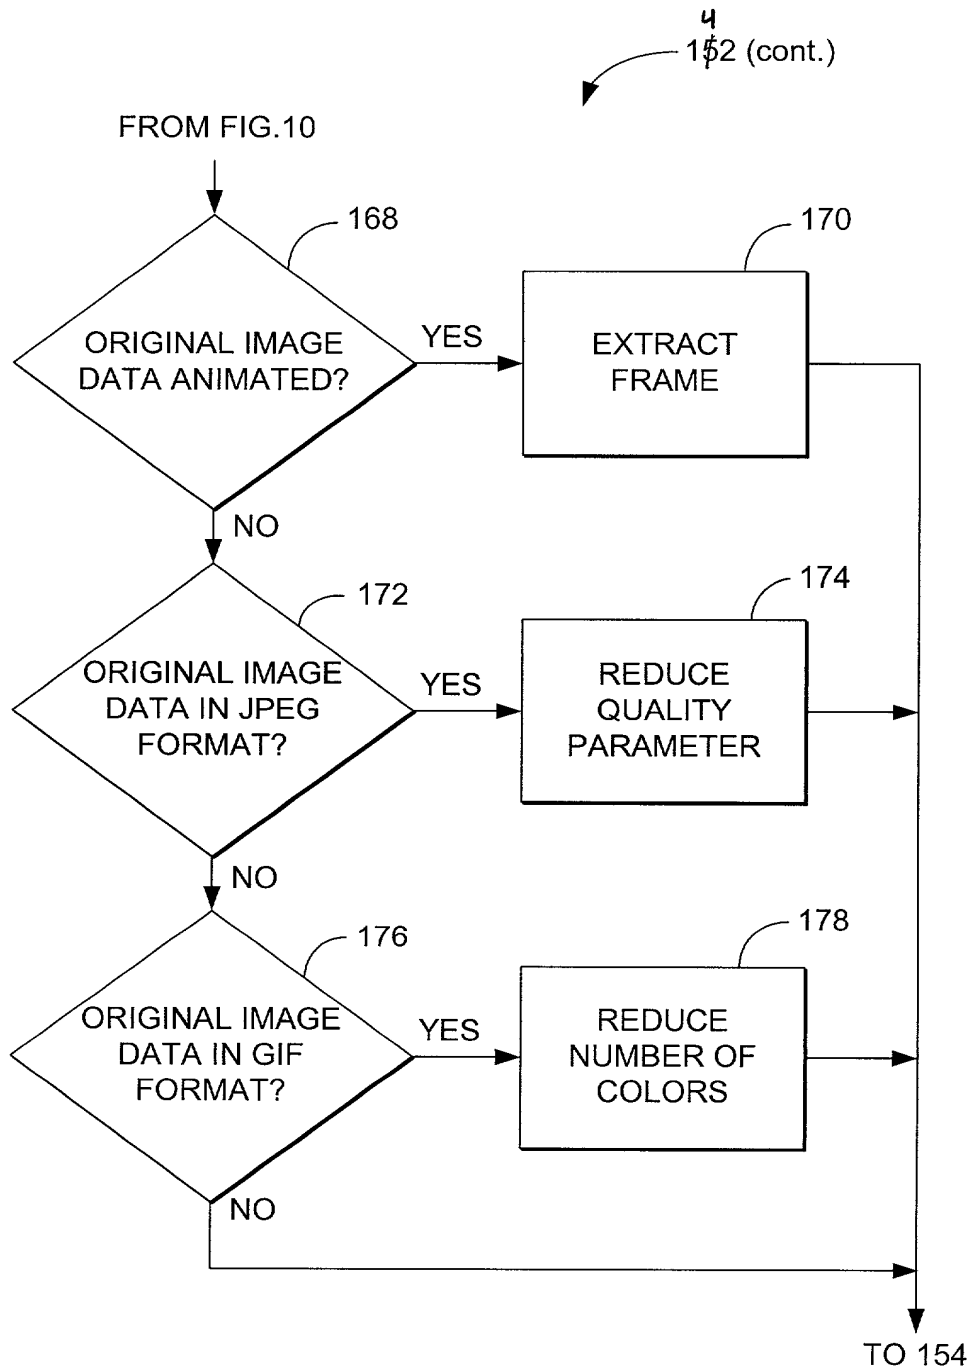 4
152 (cont.)
FROM FIG.10
168
ORIGINAL IMAGE
DATA ANIMATED?
YES
170
EXTRACT
FRAME
NO
172
ORIGINAL IMAGE
DATA IN JPEG
FORMAT?
YES
174
REDUCE
QUALITY
PARAMETER
NO
176
ORIGINAL IMAGE
DATA IN GIF
FORMAT?
YES
178
REDUCE
NUMBER OF
COLORS
NO
TO 154